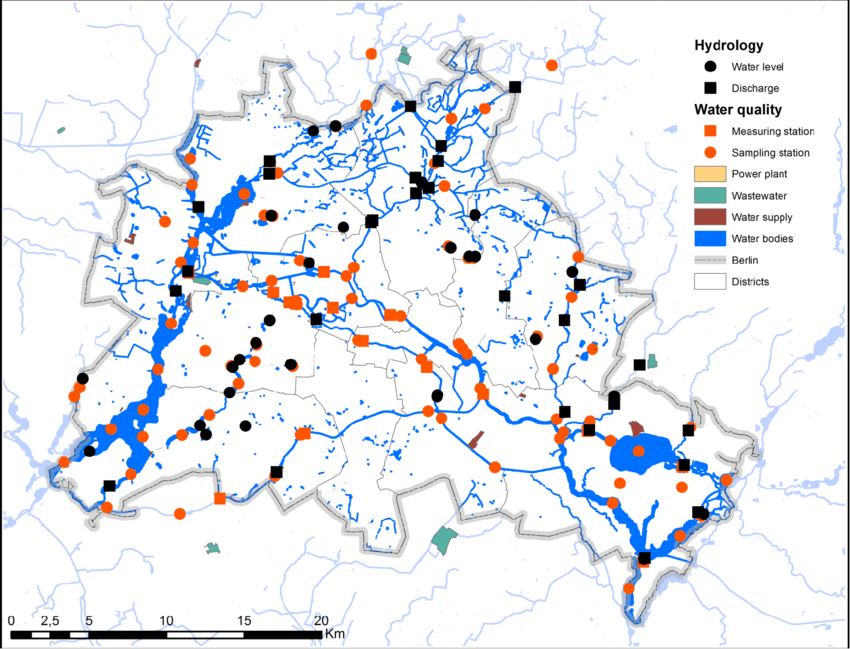 Hydrology
Water level
Discharge
Water quality
Measuring station
Sampling station
Power plant
Wastewater
Water supply
Water bodies
Berlin
Districts
0 2,5 5 10 15 20
Km